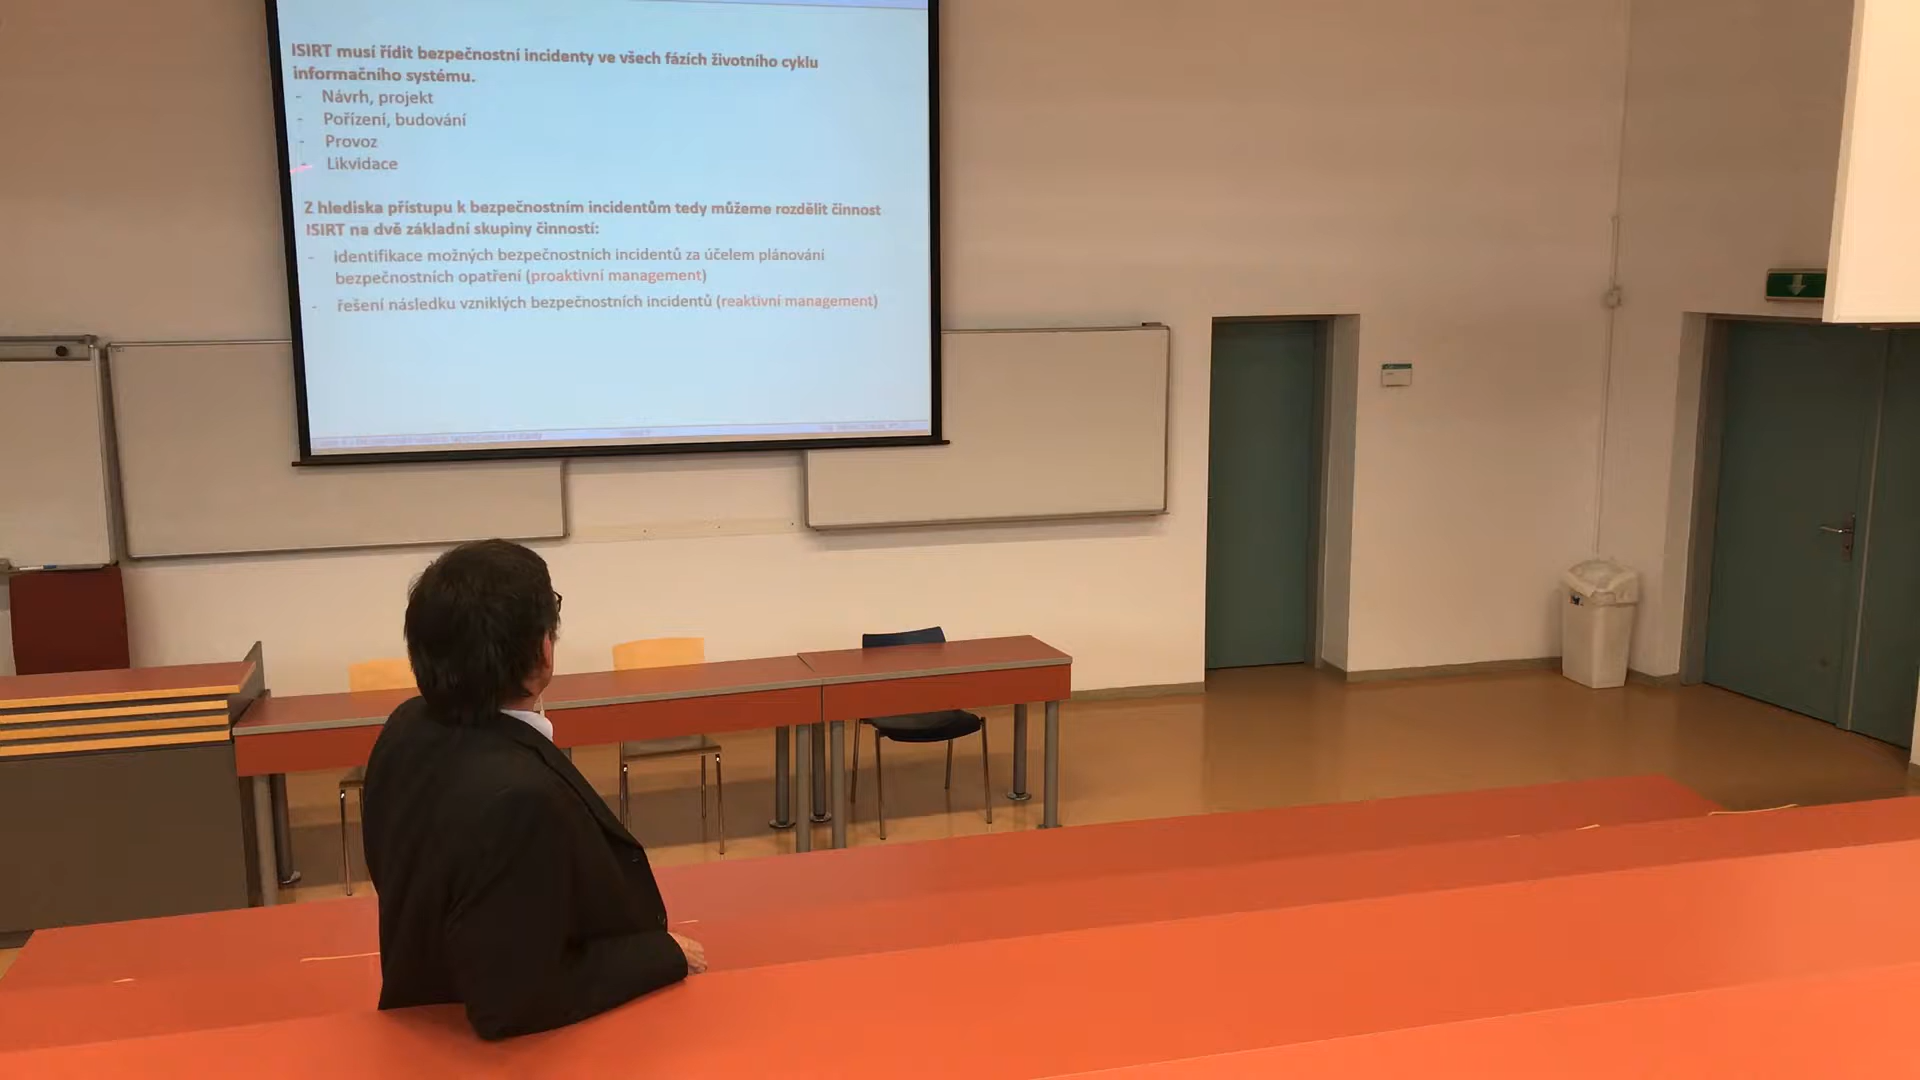 ISIRT musí řídit bezpečnostní incidenty ve všech fázích životního cyklu
informačního systému.
- Návrh, projekt
- Pořízení, budování
- Provoz
- Likvidace
Z hlediska přístupu k bezpečnostním incidentům tedy můžeme rozdělit činnost
ISIRT na dvě základní skupiny činností:
- identifikace možných bezpečnostních incidentů za účelem plánování
bezpečnostních opatření (proaktivní management)
- řešení následku vzniklých bezpečnostních incidentů (reaktivní management)